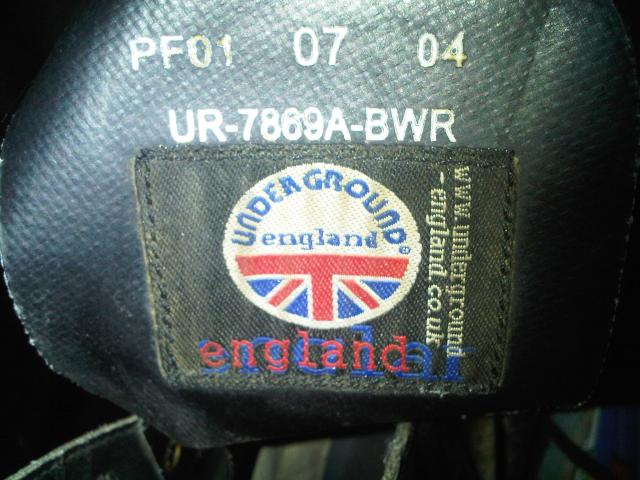 PF01 07 04
UR-7869A-BWR
UNDERGROUND®
england
england
www.underground
-england.co.uk